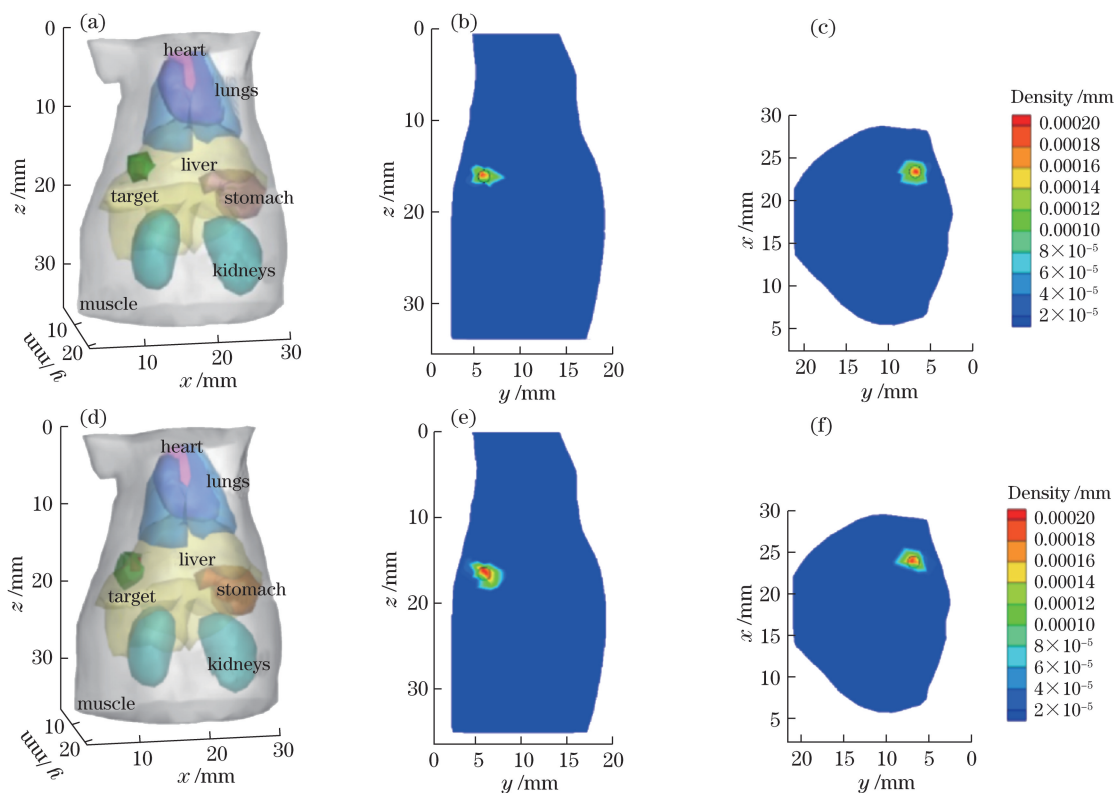 (a)
0
10
20
30
z /mm
heart
lungs
liver
target
stomach
kidneys
muscle
10
20
y/mm
10
20
30
x /mm
(b)
0
10
20
30
z /mm
0
5
10
15
20
y /mm
(c)
30
25
20
15
10
5
x /mm
20
15
10
5
0
y /mm
Density /mm
0.00020
0.00018
0.00016
0.00014
0.00012
0.00010
8×10⁻⁵
6×10⁻⁵
4×10⁻⁵
2×10⁻⁵
(d)
0
10
20
30
z /mm
heart
lungs
liver
target
stomach
kidneys
muscle
10
20
y/mm
10
20
30
x /mm
(e)
0
10
20
30
z /mm
0
5
10
15
20
y /mm
(f)
30
25
20
15
10
5
x /mm
20
15
10
5
0
y /mm
Density /mm
0.00020
0.00018
0.00016
0.00014
0.00012
0.00010
8×10⁻⁵
6×10⁻⁵
4×10⁻⁵
2×10⁻⁵